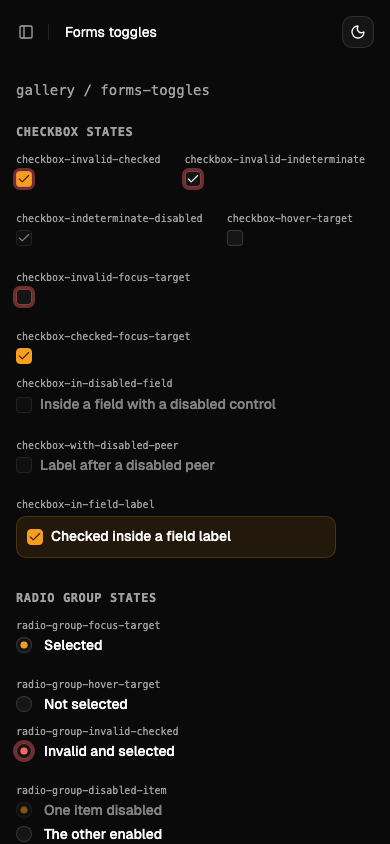 Forms toggles
gallery / forms-toggles
CHECKBOX STATES
checkbox-invalid-checked
checkbox-invalid-indeterminate
checkbox-indeterminate-disabled
checkbox-hover-target
checkbox-invalid-focus-target
checkbox-checked-focus-target
checkbox-in-disabled-field
Inside a field with a disabled control
checkbox-with-disabled-peer
Label after a disabled peer
checkbox-in-field-label
Checked inside a field label
RADIO GROUP STATES
radio-group-focus-target
Selected
radio-group-hover-target
Not selected
radio-group-invalid-checked
Invalid and selected
radio-group-disabled-item
One item disabled
The other enabled